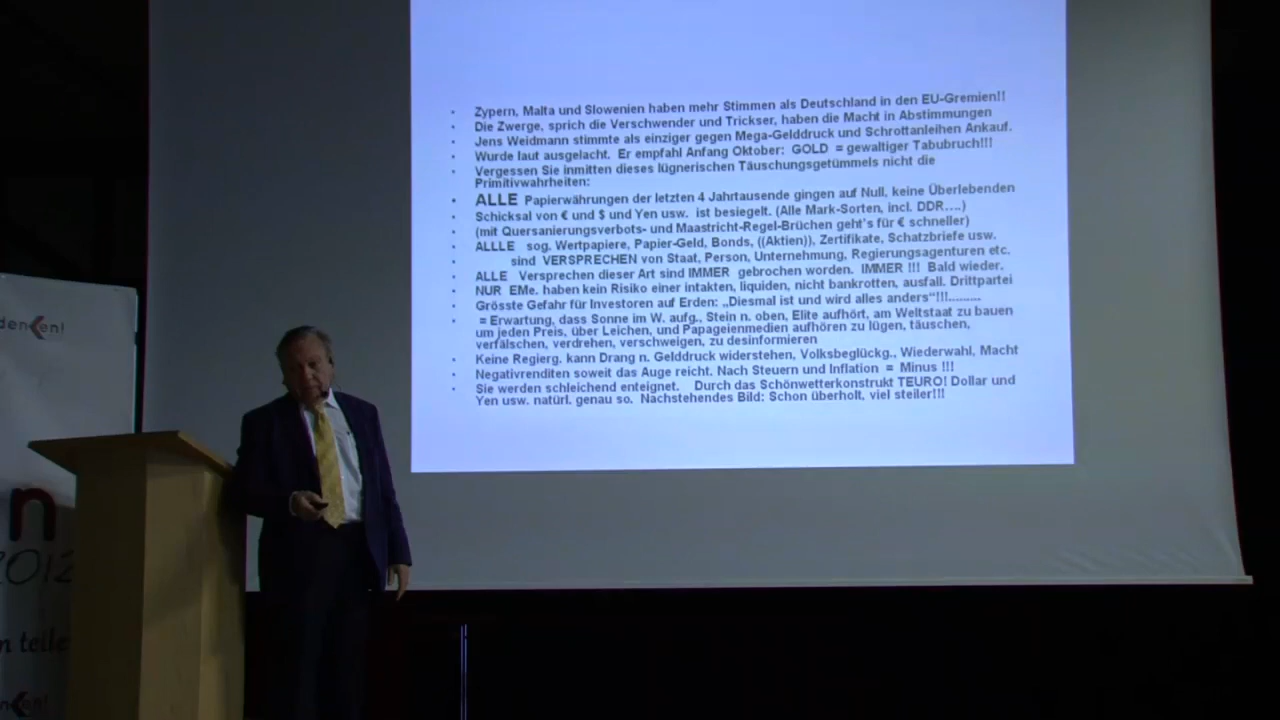 Zypern, Malta und Slowenien haben mehr Stimmen als Deutschland in den EU-Gremien!!
Die Zwerge, sprich die Verschwender und Trickser, haben die Macht in Abstimmungen
Jens Weidmann stimmte als einziger gegen Mega-Gelddruck und Schrottanleihen Ankauf.
Wurde laut ausgelacht. Er empfahl Anfang Oktober: GOLD = gewaltiger Tabubruch!!!
Vergessen Sie inmitten dieses lügnerischen Täuschungsgetümmels nicht die
Primitivwahrheiten:
ALLE Papierwährungen der letzten 4 Jahrtausende gingen auf Null, keine Überlebenden
Schicksal von € und $ und Yen usw. ist besiegelt. (Alle Mark-Sorten, incl. DDR....)
(mit Quersanierungsverbots- und Maastricht-Regel-Brüchen geht's für € schneller)
ALLLE sog. Wertpapiere, Papier-Geld, Bonds, ((Aktien)), Zertifikate, Schatzbriefe usw.
sind VERSPRECHEN von Staat, Person, Unternehmung, Regierungsagenturen etc.
ALLE Versprechen dieser Art sind IMMER gebrochen worden. IMMER !!! Bald wieder.
NUR EMe. haben kein Risiko einer intakten, liquiden, nicht bankrotten, ausfall. Drittpartei
Grösste Gefahr für Investoren auf Erden: „Diesmal ist und wird alles anders“!!!.........
= Erwartung, dass Sonne im W. aufg., Stein n. oben, Elite aufhört, am Weltstaat zu bauen
um jeden Preis, über Leichen, und Papageienmedien aufhören zu lügen, täuschen,
verfälschen, verdrehen, verschweigen, zu desinformieren
Keine Regierg. kann Drang n. Gelddruck widerstehen, Volksbeglückg., Wiederwahl, Macht
Negativrenditen soweit das Auge reicht. Nach Steuern und Inflation = Minus !!!
Sie werden schleichend enteignet. Durch das Schönwetterkonstrukt TEURO! Dollar und
Yen usw. natürl. genau so. Nachstehendes Bild: Schon überholt, viel steiler!!!
denken!
n
2012
n teile